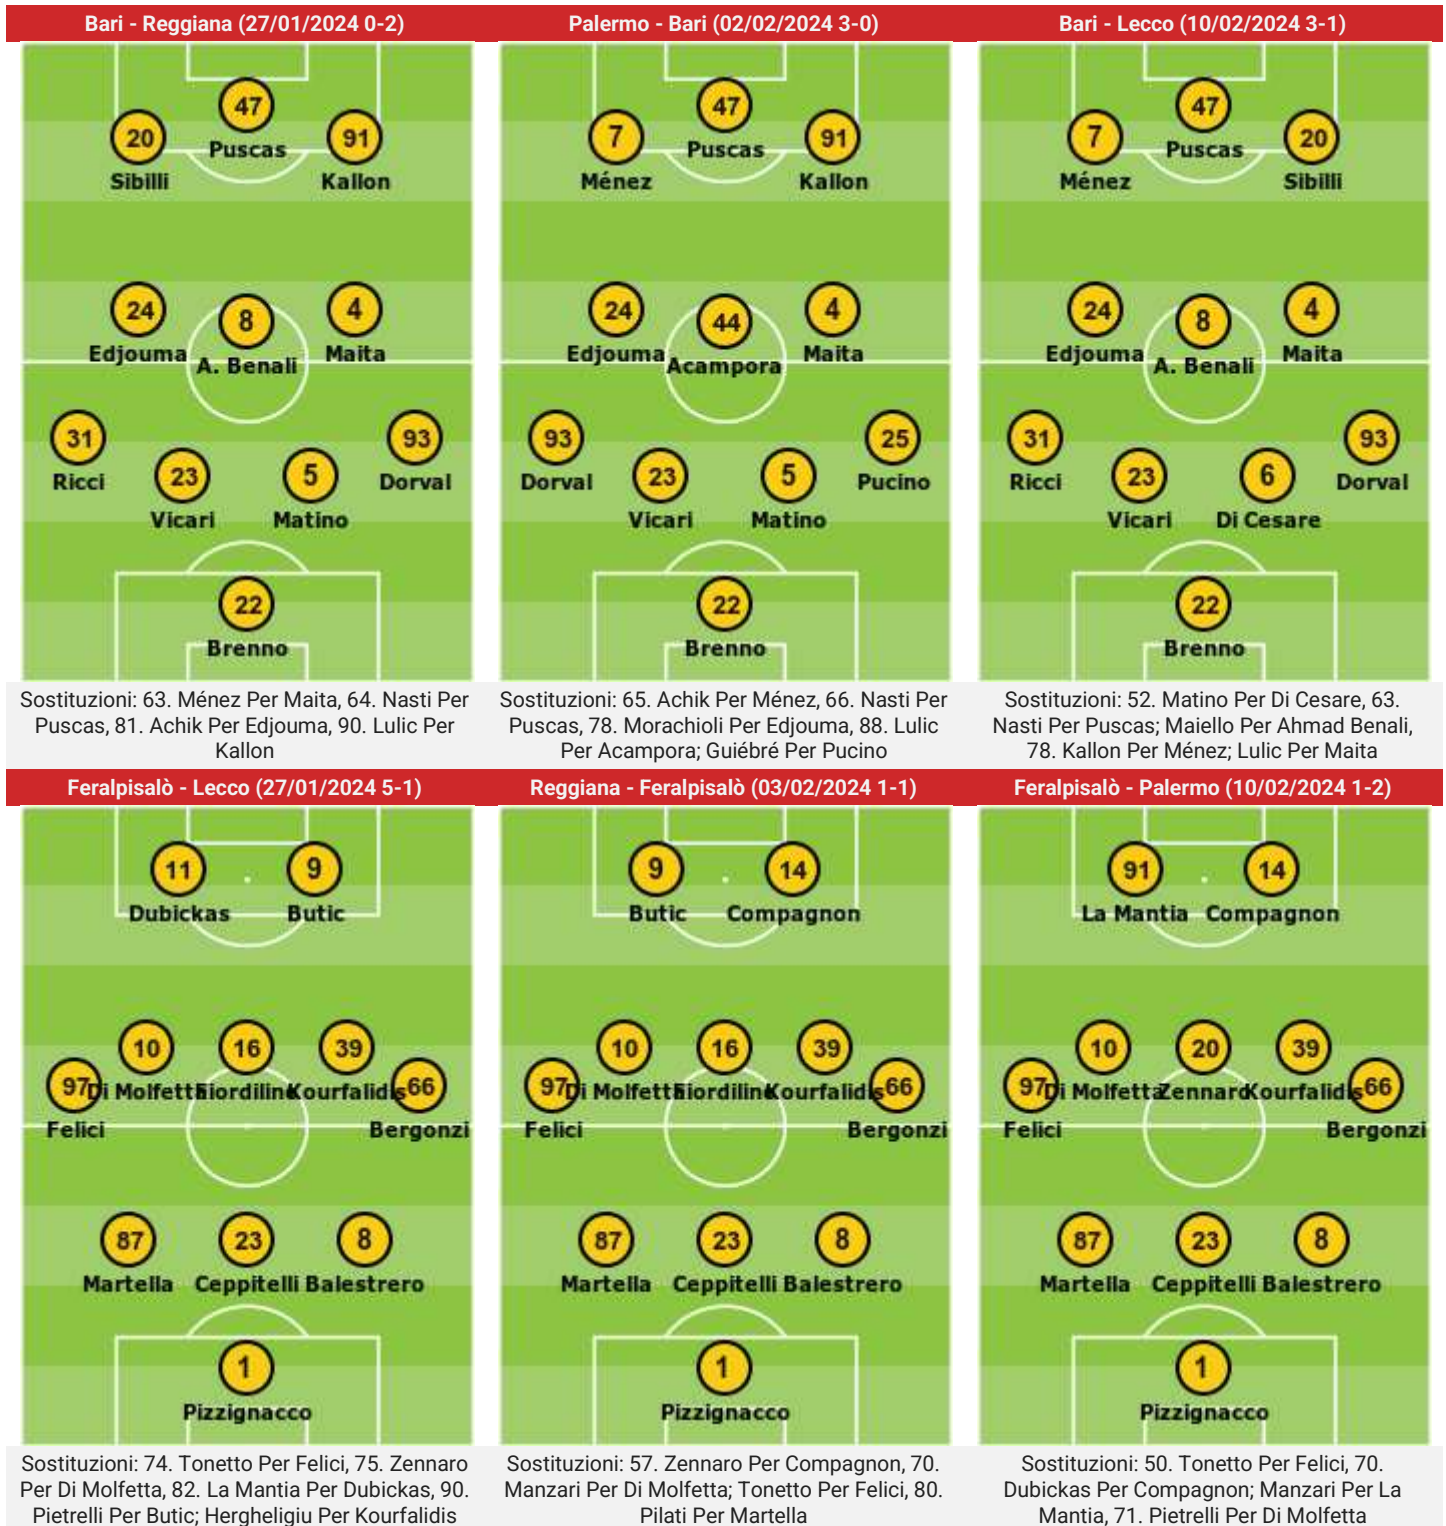 Bari - Reggiana (27/01/2024 0-2)
47
20
91
Puscas
Sibilli
Kallon
24
8
4
Edjouma
A. Benali
Maita
31
93
23
5
Ricci
Dorval
Vicari
Matino
22
Brenno
Sostituzioni: 63. Ménez Per Maita, 64. Nasti Per
Puscas, 81. Achik Per Edjouma, 90. Lulic Per
Kallon
Palermo - Bari (02/02/2024 3-0)
47
7
91
Puscas
Ménez
Kallon
24
44
4
Edjouma
Acampora
Maita
93
25
23
5
Dorval
Pucino
Vicari
Matino
22
Brenno
Sostituzioni: 65. Achik Per Ménez, 66. Nasti Per
Puscas, 78. Morachioli Per Edjouma, 88. Lulic
Per Acampora; Guiébré Per Pucino
Bari - Lecco (10/02/2024 3-1)
47
7
20
Puscas
Ménez
Sibilli
24
8
4
Edjouma
A. Benali
Maita
31
93
23
6
Ricci
Dorval
Vicari
Di Cesare
22
Brenno
Sostituzioni: 52. Matino Per Di Cesare, 63.
Nasti Per Puscas; Maiello Per Ahmad Benali,
78. Kallon Per Ménez; Lulic Per Maita
Feralpisalò - Lecco (27/01/2024 5-1)
11
9
Dubickas
Butic
10
16
39
97
66
Di Molfetta
Fiordilino
Kourfalidis
Felici
Bergonzi
87
23
8
Martella
Ceppitelli
Balestrero
1
Pizzignacco
Sostituzioni: 74. Tonetto Per Felici, 75. Zennaro
Per Di Molfetta, 82. La Mantia Per Dubickas, 90.
Pietrelli Per Butic; Hergheligiu Per Kourfalidis
Reggiana - Feralpisalò (03/02/2024 1-1)
9
14
Butic
Compagnon
10
16
39
97
66
Di Molfetta
Fiordilino
Kourfalidis
Felici
Bergonzi
87
23
8
Martella
Ceppitelli
Balestrero
1
Pizzignacco
Sostituzioni: 57. Zennaro Per Compagnon, 70.
Manzari Per Di Molfetta; Tonetto Per Felici, 80.
Pilati Per Martella
Feralpisalò - Palermo (10/02/2024 1-2)
91
14
La Mantia
Compagnon
10
20
39
97
66
Di Molfetta
Zennaro
Kourfalidis
Felici
Bergonzi
87
23
8
Martella
Ceppitelli
Balestrero
1
Pizzignacco
Sostituzioni: 50. Tonetto Per Felici, 70.
Dubickas Per Compagnon; Manzari Per La
Mantia, 71. Pietrelli Per Di Molfetta